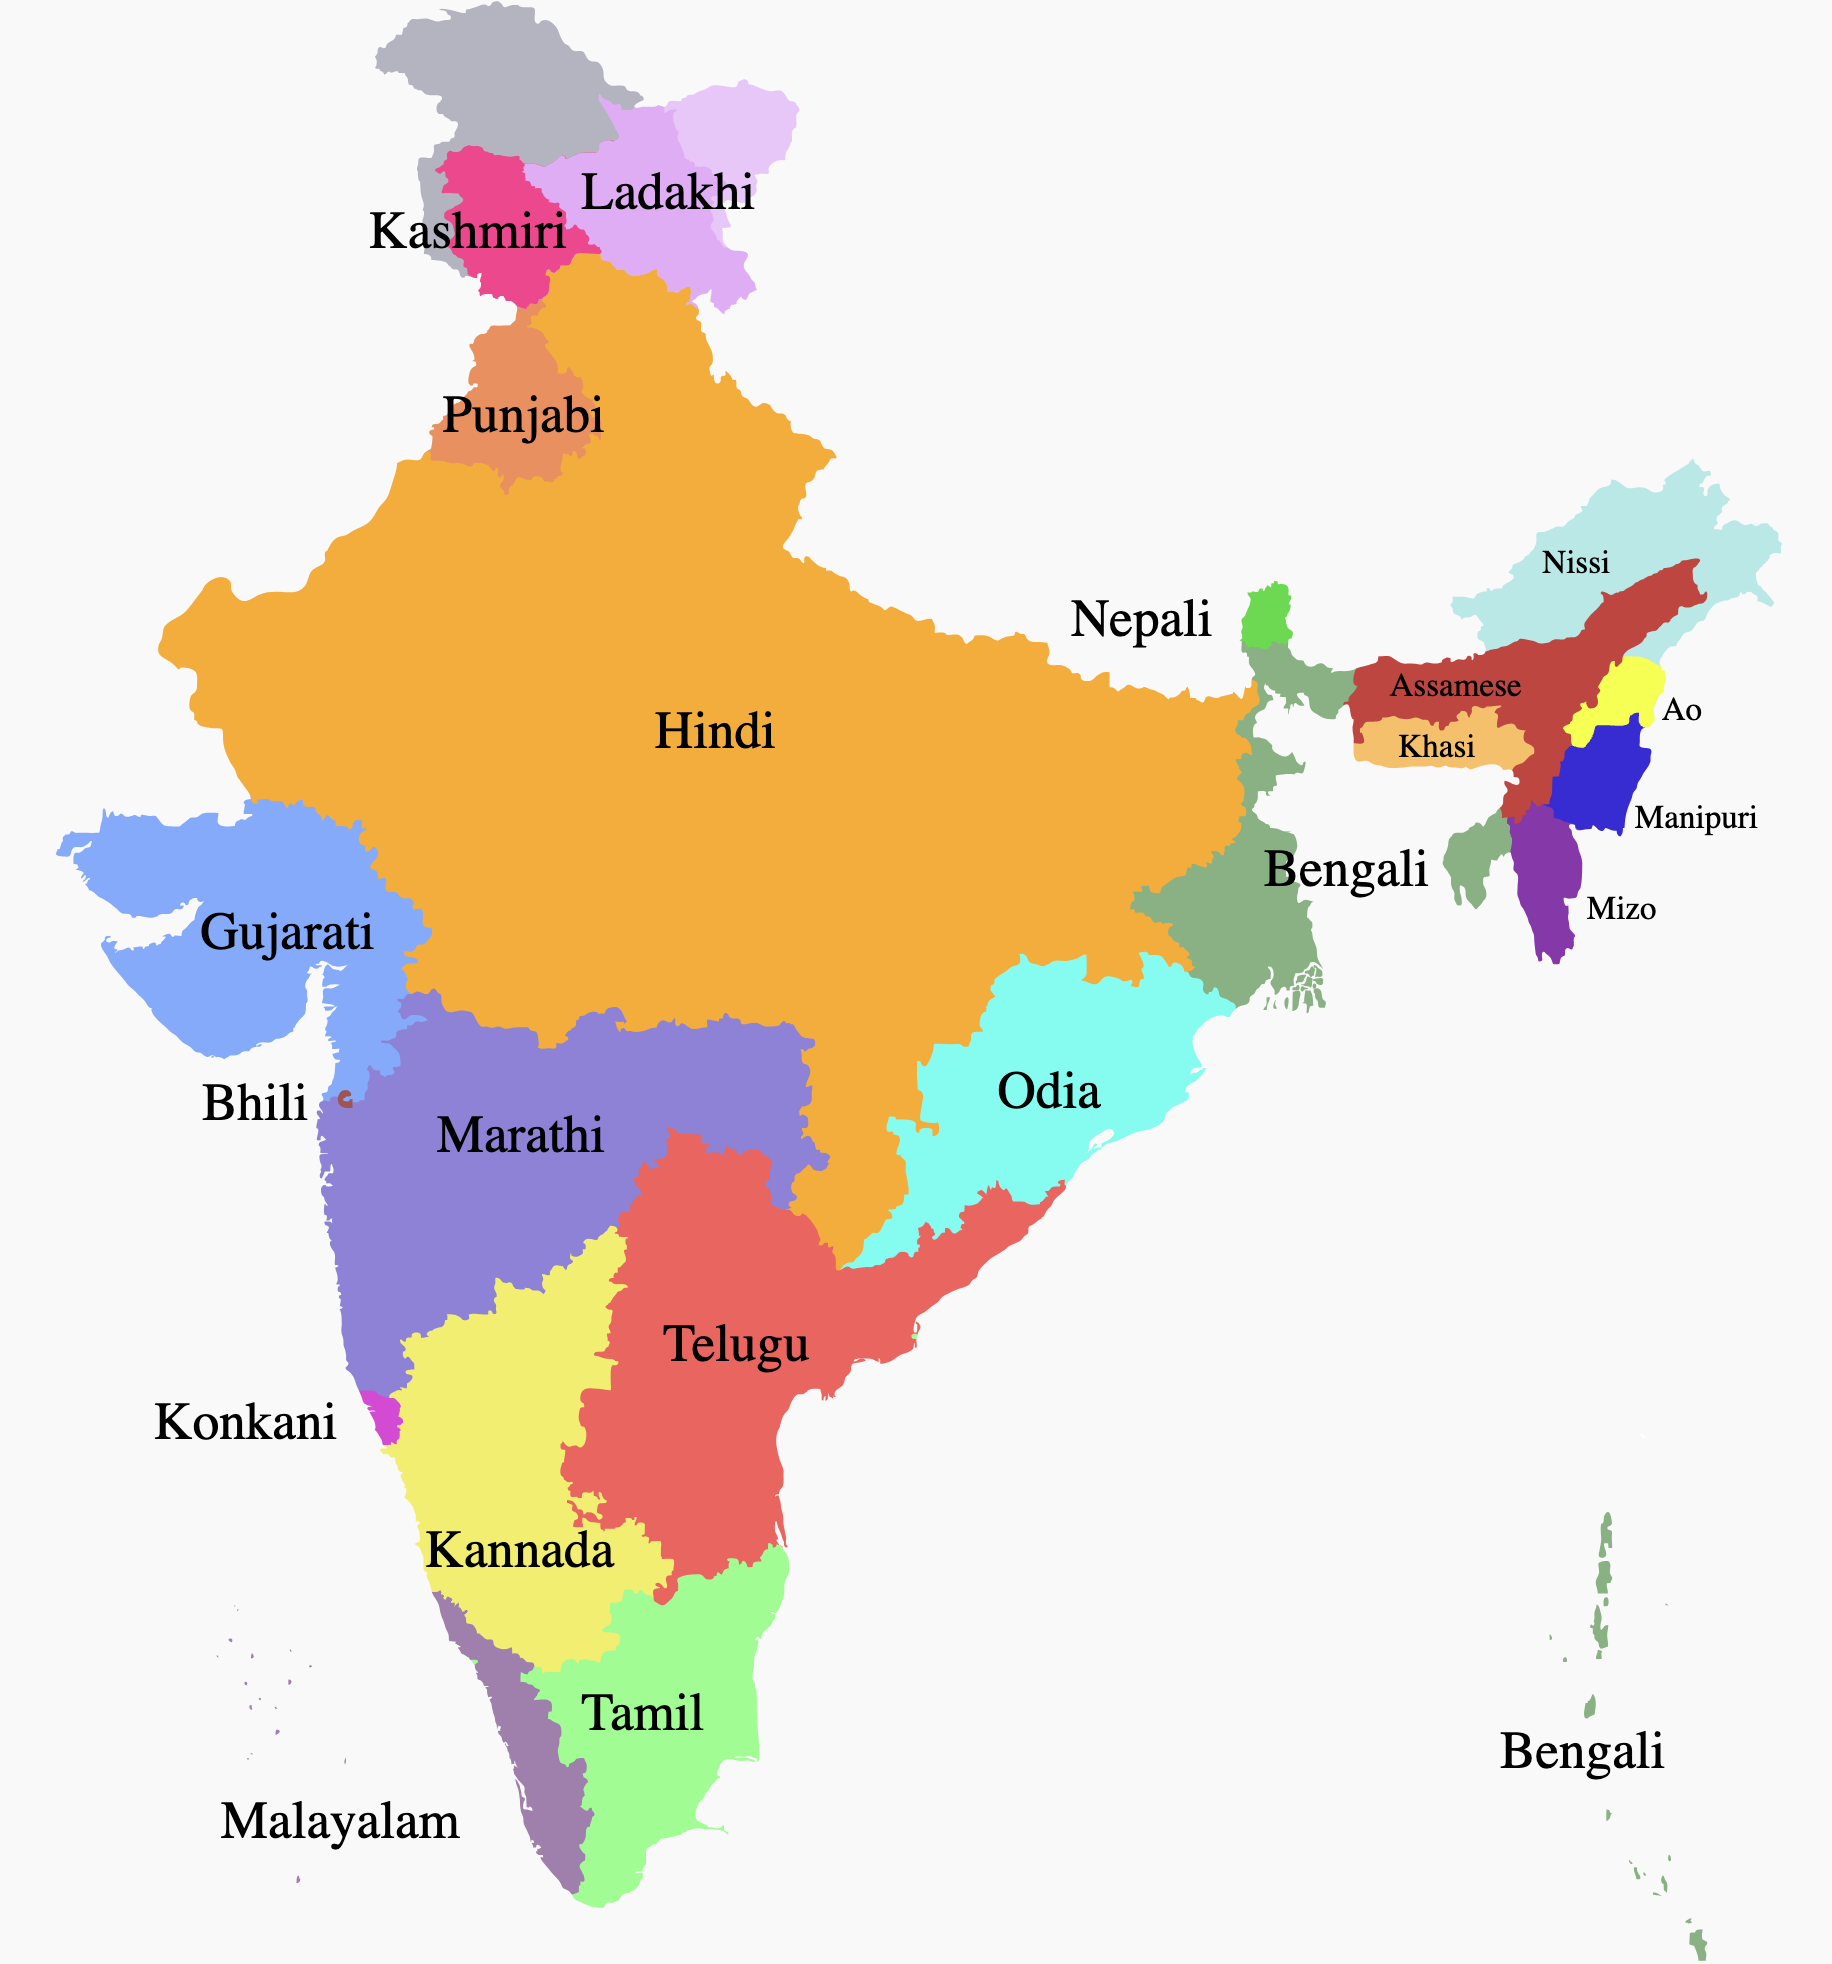 Ladakhi
Kashmiri
Punjabi
Nissi
Nepali
Assamese
Ao
Hindi
Khasi
Manipuri
Bengali
Mizo
Gujarati
Odia
Bhili
Marathi
Telugu
Konkani
Kannada
Tamil
Bengali
Malayalam